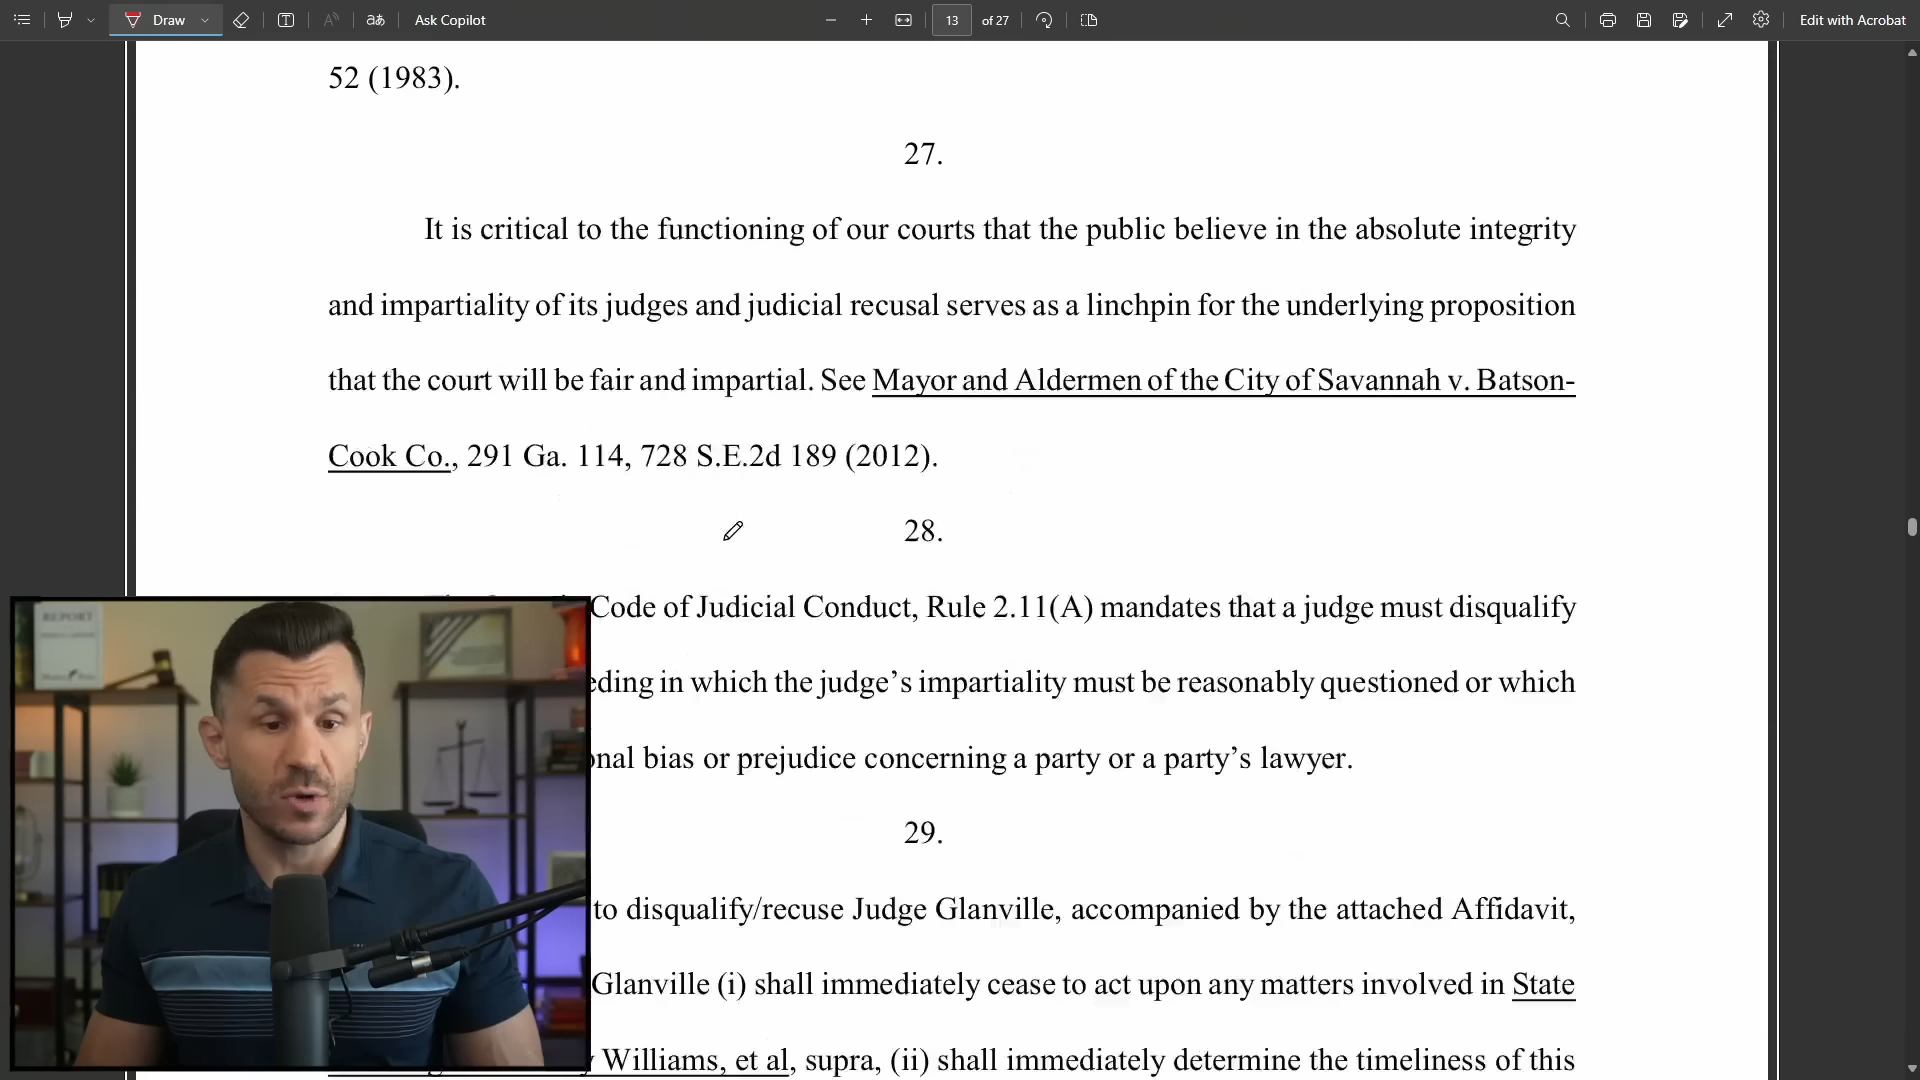 Draw
aあ
Ask Copilot
13 of 27
Edit with Acrobat
52 (1983).
27.
It is critical to the functioning of our courts that the public believe in the absolute integrity
and impartiality of its judges and judicial recusal serves as a linchpin for the underlying proposition
that the court will be fair and impartial. See Mayor and Aldermen of the City of Savannah v. Batson-
Cook Co., 291 Ga. 114, 728 S.E.2d 189 (2012).
28.
Code of Judicial Conduct, Rule 2.11(A) mandates that a judge must disqualify
eding in which the judge's impartiality must be reasonably questioned or which
onal bias or prejudice concerning a party or a party's lawyer.
29.
to disqualify/recuse Judge Glanville, accompanied by the attached Affidavit,
Glanville (i) shall immediately cease to act upon any matters involved in State
Williams, et al, supra, (ii) shall immediately determine the timeliness of this
REPORT